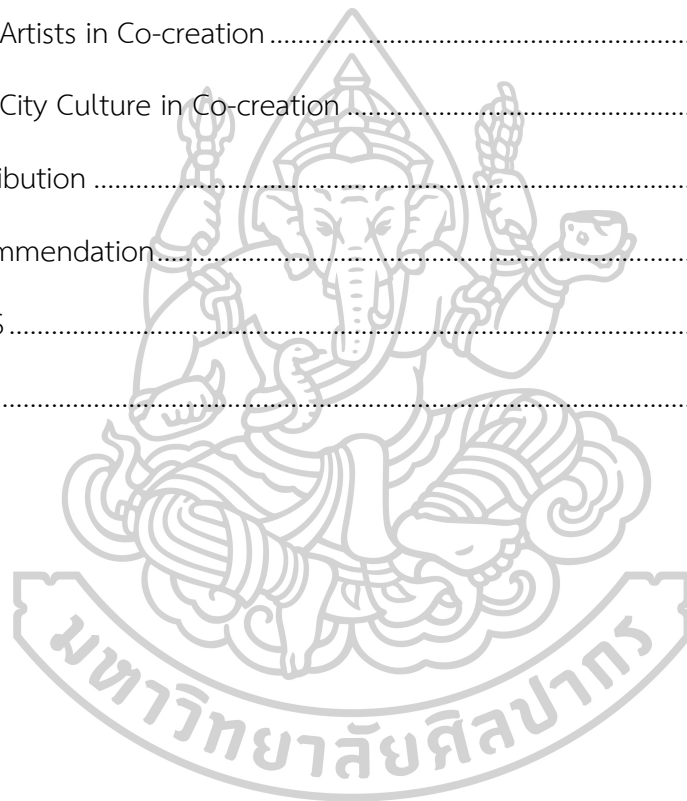 Artists in Co-creation ......................................................................
City Culture in Co-creation .........................................................
ibution ...................................................................................................
mmendation.......................................................................................
S ..................................................................................................................
...................................................................................................................
มหาวิทยาลัยศิลปากร